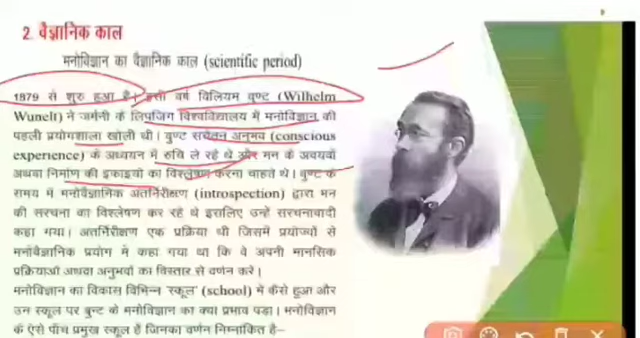 2. वैज्ञानिक काल
मनोविज्ञान का वैज्ञानिक काल (scientific period)
1879 से शुरु हुआ है। इसी वर्ष विलियम वुण्ट (Wilhelm
Wunelt) ने जर्मनी के लिपजिग विश्वविद्यालय में मनोविज्ञान की
पहली प्रयोगशाला खोली थी। वुण्ट सचेतन अनुभव (conscious
experience) के अध्ययन में रुचि ले रहे थे और मन के अवयवों
अथवा निर्माण की इकाइयों का विश्लेषण करना चाहते थे। वुण्ट के
समय में मनोवैज्ञानिक अंतर्निरीक्षण (introspection) द्वारा मन
की संरचना का विश्लेषण कर रहे थे इसलिए उन्हें संरचनावादी
कहा गया। अंतर्निरीक्षण एक प्रक्रिया थी जिसमें प्रयोज्यों से
मनोवैज्ञानिक प्रयोग में कहा गया था कि वे अपनी मानसिक
प्रक्रियाओं अथवा अनुभवों का विस्तार से वर्णन करें।
मनोविज्ञान का विकास विभिन्न 'स्कूल' (school) में कैसे हुआ और
उन स्कूल पर वुन्ट के मनोविज्ञान का क्या प्रभाव पड़ा। मनोविज्ञान
के ऐसे पाँच प्रमुख स्कूल हैं जिनका वर्णन निम्नांकित है–